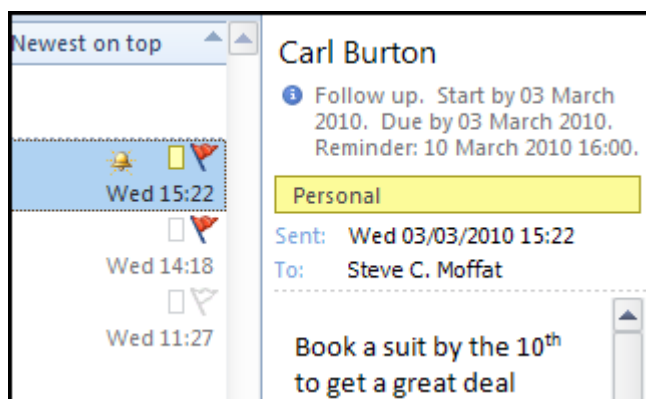 Newest on top
Wed 15:22
Wed 14:18
Wed 11:27
Carl Burton
Follow up. Start by 03 March
2010. Due by 03 March 2010.
Reminder: 10 March 2010 16:00.
Personal
Sent: Wed 03/03/2010 15:22
To: Steve C. Moffat
Book a suit by the 10th
to get a great deal